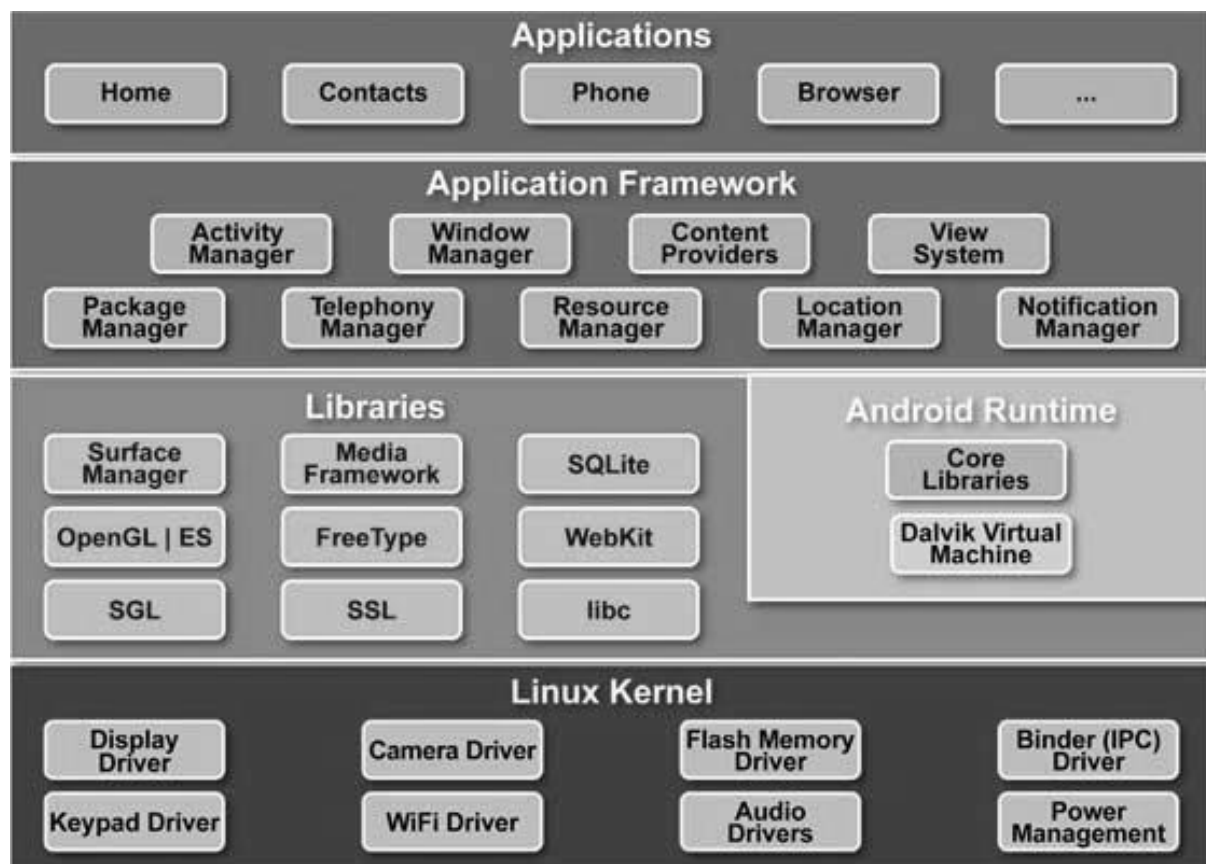 Applications
Home
Contacts
Phone
Browser
...
Application Framework
Activity
Manager
Window
Manager
Content
Providers
View
System
Package
Manager
Telephony
Manager
Resource
Manager
Location
Manager
Notification
Manager
Libraries
Surface
Manager
Media
Framework
SQLite
OpenGL | ES
FreeType
WebKit
SGL
SSL
libc
Android Runtime
Core
Libraries
Dalvik Virtual
Machine
Linux Kernel
Display
Driver
Camera Driver
Flash Memory
Driver
Binder (IPC)
Driver
Keypad Driver
WiFi Driver
Audio
Drivers
Power
Management